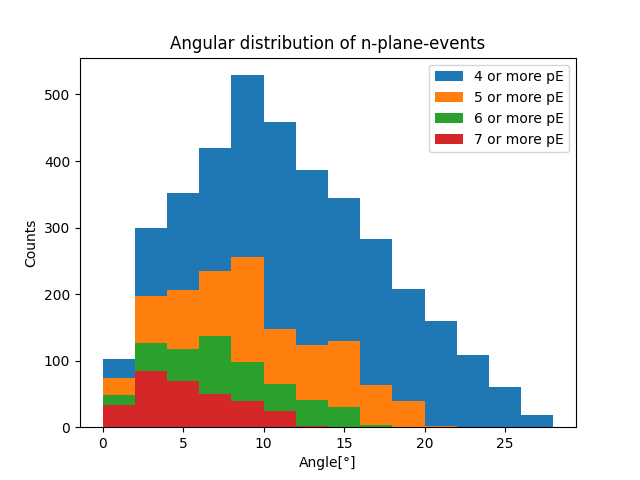 Angular distribution of n-plane-events
4 or more pE
5 or more pE
6 or more pE
7 or more pE
500
400
300
200
100
0
Counts
0 5 10 15 20 25
Angle[°]